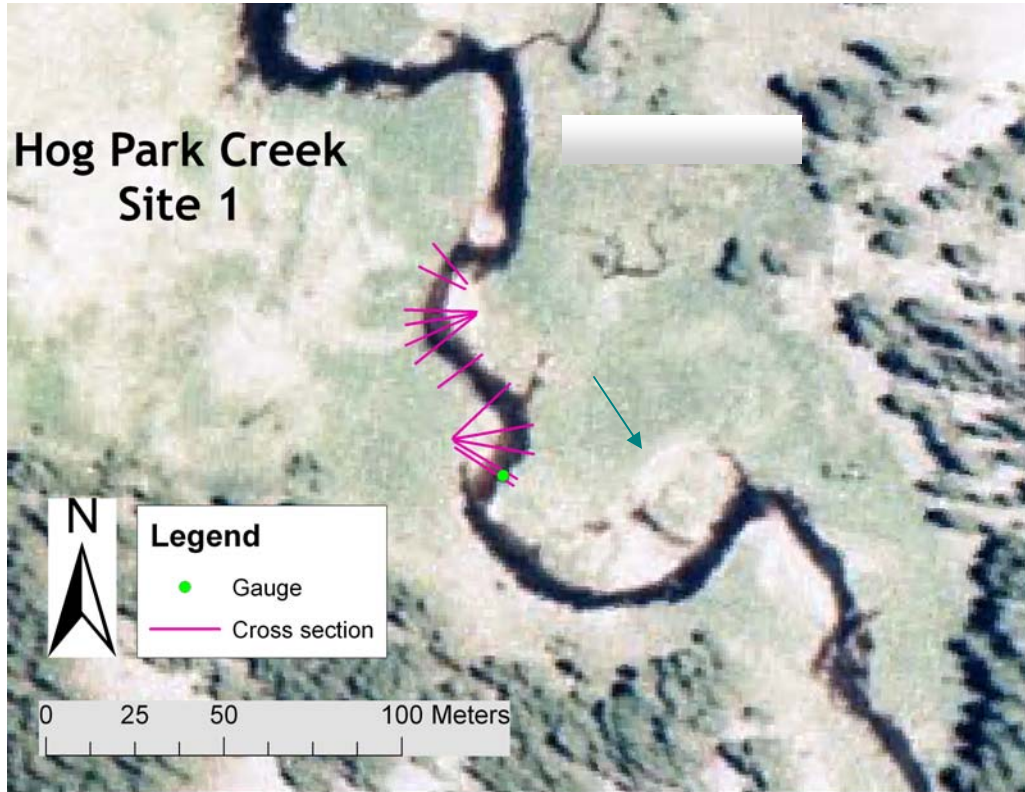 Hog Park Creek
Site 1
N
Legend
Gauge
Cross section
0 25 50 100 Meters